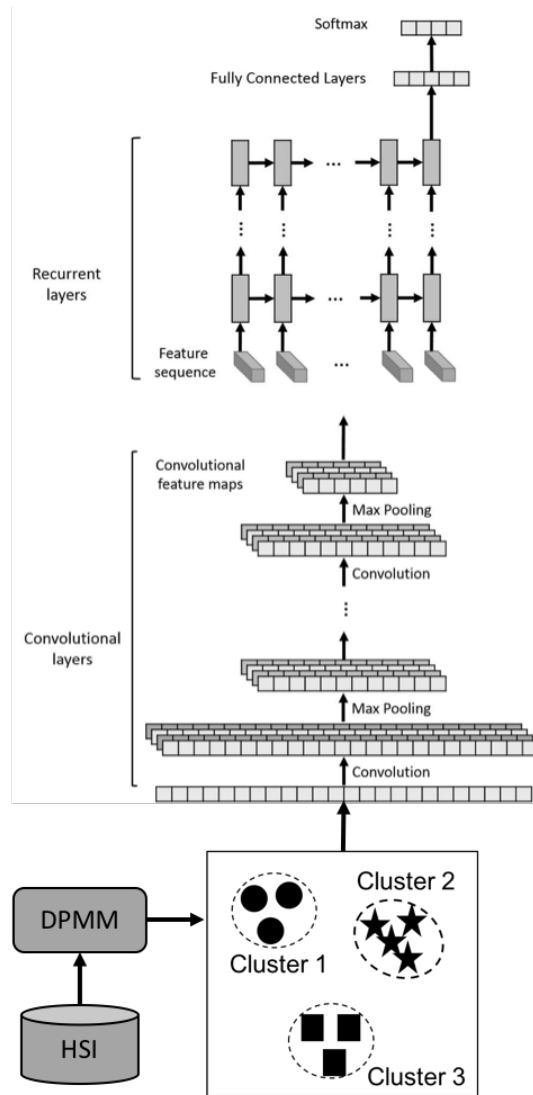 Softmax
Fully Connected Layers
...
...
...
...
Recurrent
layers
...
Feature
sequence
...
Convolutional
feature maps
Max Pooling
Convolution
...
Convolutional
layers
Max Pooling
Convolution
DPMM
HSI
Cluster 1
Cluster 2
Cluster 3